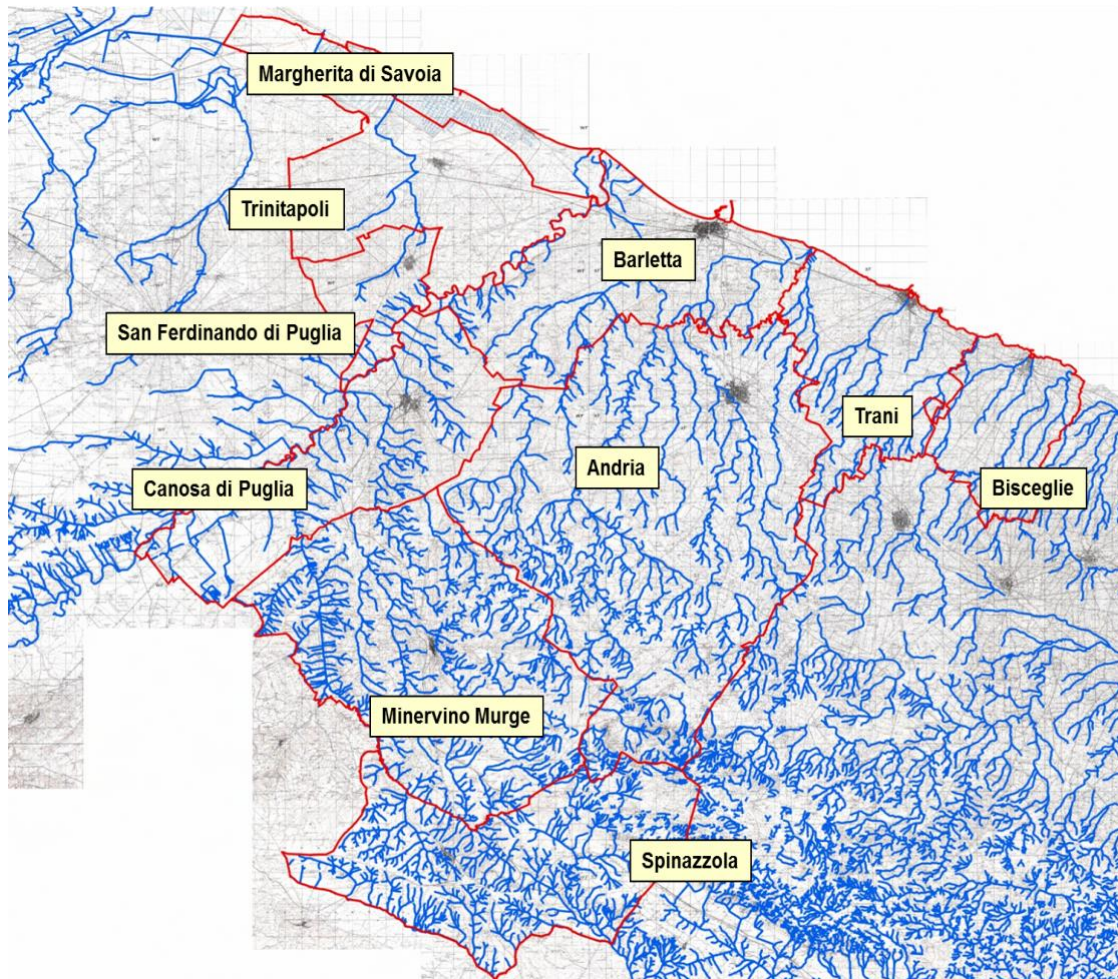 Margherita di Savoia
Trinitapoli
Barletta
San Ferdinando di Puglia
Trani
Andria
Canosa di Puglia
Bisceglie
Minervino Murge
Spinazzola